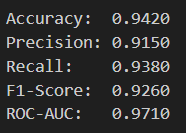 Accuracy:  0.9420
Precision: 0.9150
Recall:    0.9380
F1-Score:  0.9260
ROC-AUC:   0.9710